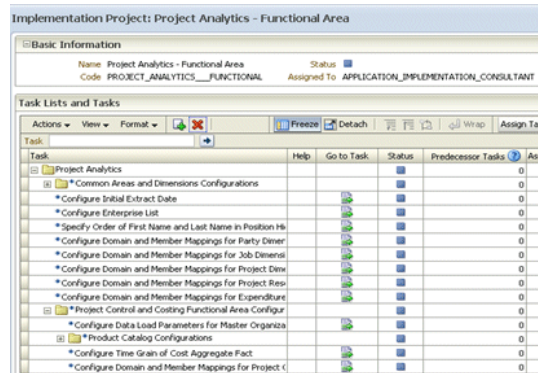 Implementation Project: Project Analytics - Functional Area
Basic Information
Name Project Analytics - Functional Area Status
Code PROJECT_ANALYTICS___FUNCTIONAL Assigned To APPLICATION_IMPLEMENTATION_CONSULTANT
Task Lists and Tasks
Actions View Format Freeze Detach Wrap Assign Ta
Task
Task Help Go to Task Status Predecessor Tasks As
Project Analytics 0
*Common Areas and Dimensions Configurations 0
*Configure Initial Extract Date 0
*Configure Enterprise List 0
*Specify Order of First Name and Last Name in Position Hi 0
*Configure Domain and Member Mappings for Party Dimer 0
*Configure Domain and Member Mappings for Job Dimensi 0
*Configure Domain and Member Mappings for Project Dime 0
*Configure Domain and Member Mappings for Project Res 0
*Configure Domain and Member Mappings for Expenditure 0
*Project Control and Costing Functional Area Configur 0
*Configure Data Load Parameters for Master Organiza 0
*Product Catalog Configurations 0
*Configure Time Grain of Cost Aggregate Fact 0
*Configure Domain and Member Mappings for Project C 0